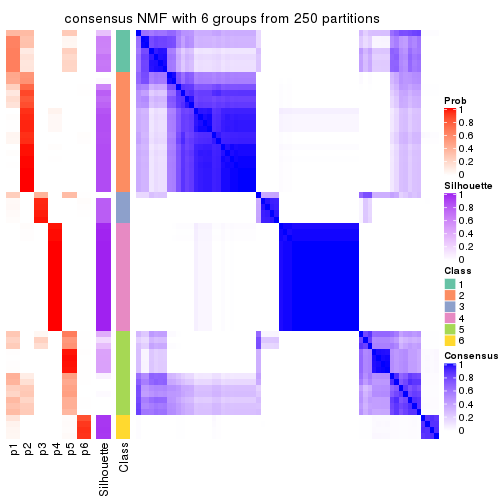 consensus NMF with 6 groups from 250 partitions
Prob
1
0.8
0.6
0.4
0.2
0
Silhouette
1
0.8
0.6
0.4
0.2
0
Class
1
2
3
4
5
6
Consensus
1
0.8
0.6
0.4
0.2
0
p1
p2
p3
p4
p5
p6
Silhouette
Class